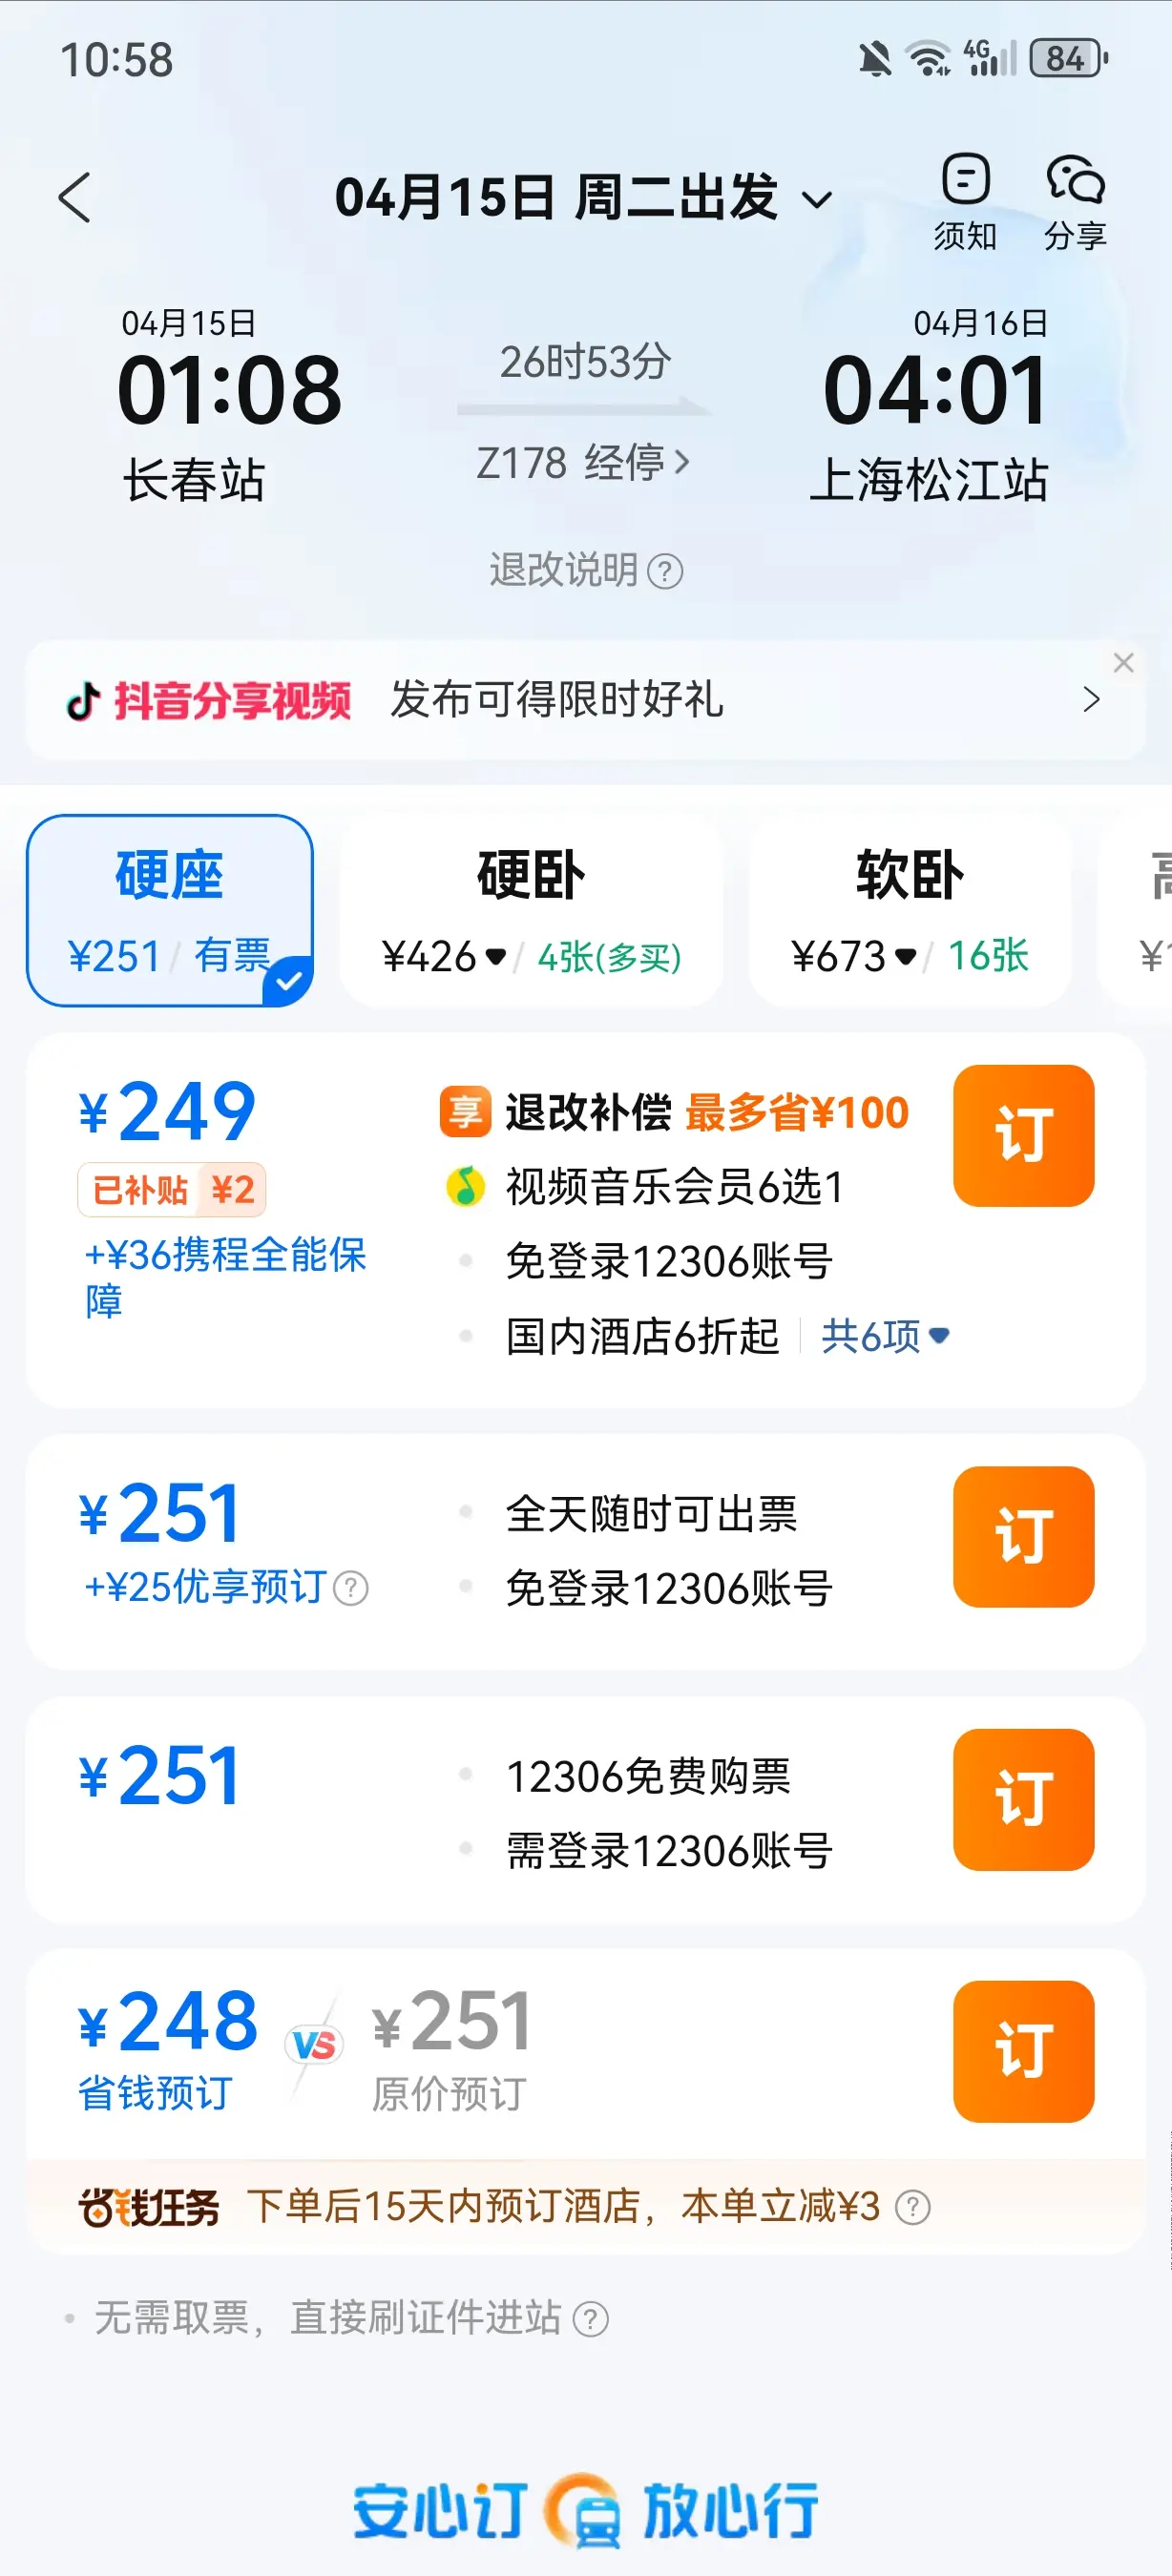 10:58
4G 84
04月15日 周二出发
须知 分享
04月15日 04月16日
01:08 26时53分 04:01
长春站 Z178 经停 上海松江站
退改说明 ?
抖音分享视频 发布可得限时好礼
硬座 硬卧 软卧
¥251 / 有票 ¥426 / 4张(多买) ¥673 / 16张 ¥1
¥249 享 退改补偿 最多省¥100 订
已补贴 ¥2 视频音乐会员6选1
+¥36携程全能保障 免登录12306账号
国内酒店6折起 共6项
¥251 全天随时可出票 订
+¥25优享预订 ? 免登录12306账号
¥251 12306免费购票 订
需登录12306账号
¥248 VS ¥251 订
省钱预订 原价预订
省钱任务 下单后15天内预订酒店，本单立减¥3 ?
无需取票，直接刷证件进站 ?
安心订 放心行